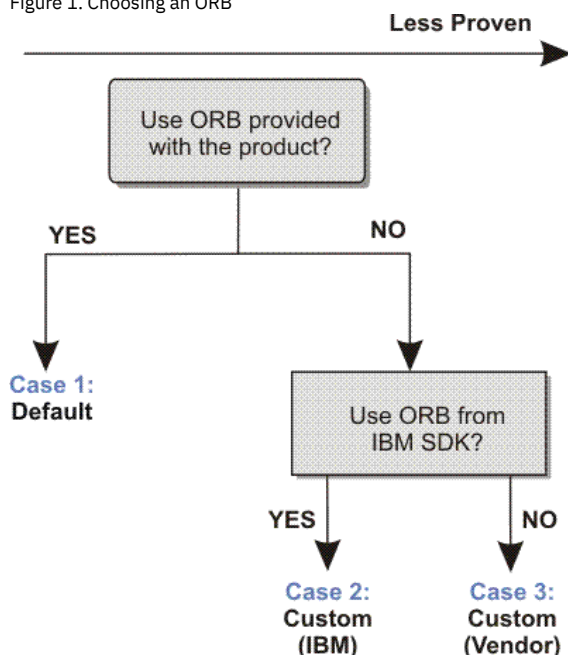 Figure 1. Choosing an ORB
Less Proven
Use ORB provided
with the product?
YES
NO
Case 1:
Default
Use ORB from
IBM SDK?
YES
NO
Case 2:
Custom
(IBM)
Case 3:
Custom
(Vendor)